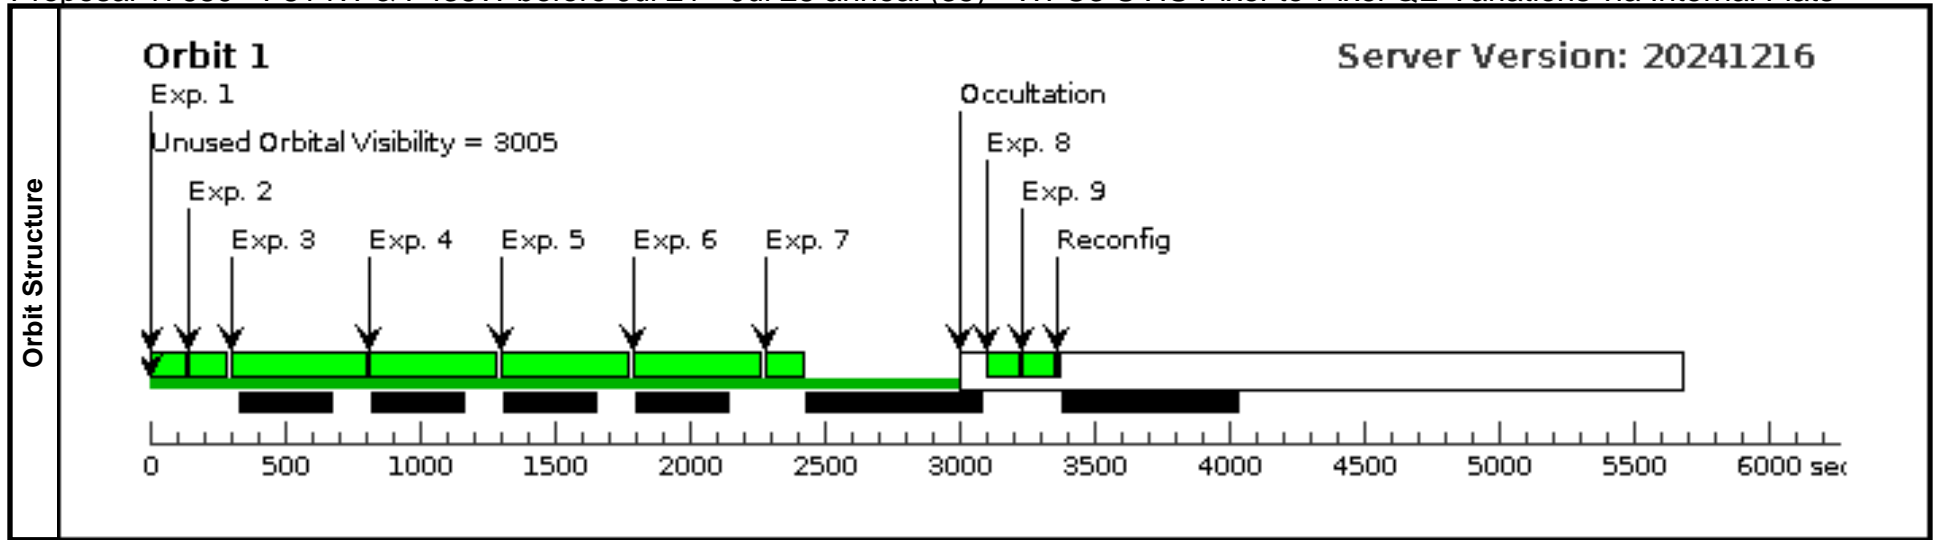 Orbit Structure
Orbit 1
Server Version: 20241216
Exp. 1
Occultation
Unused Orbital Visibility = 3005
Exp. 8
Exp. 2
Exp. 9
Exp. 3
Exp. 4
Exp. 5
Exp. 6
Exp. 7
Reconfig
0 500 1000 1500 2000 2500 3000 3500 4000 4500 5000 5500 6000